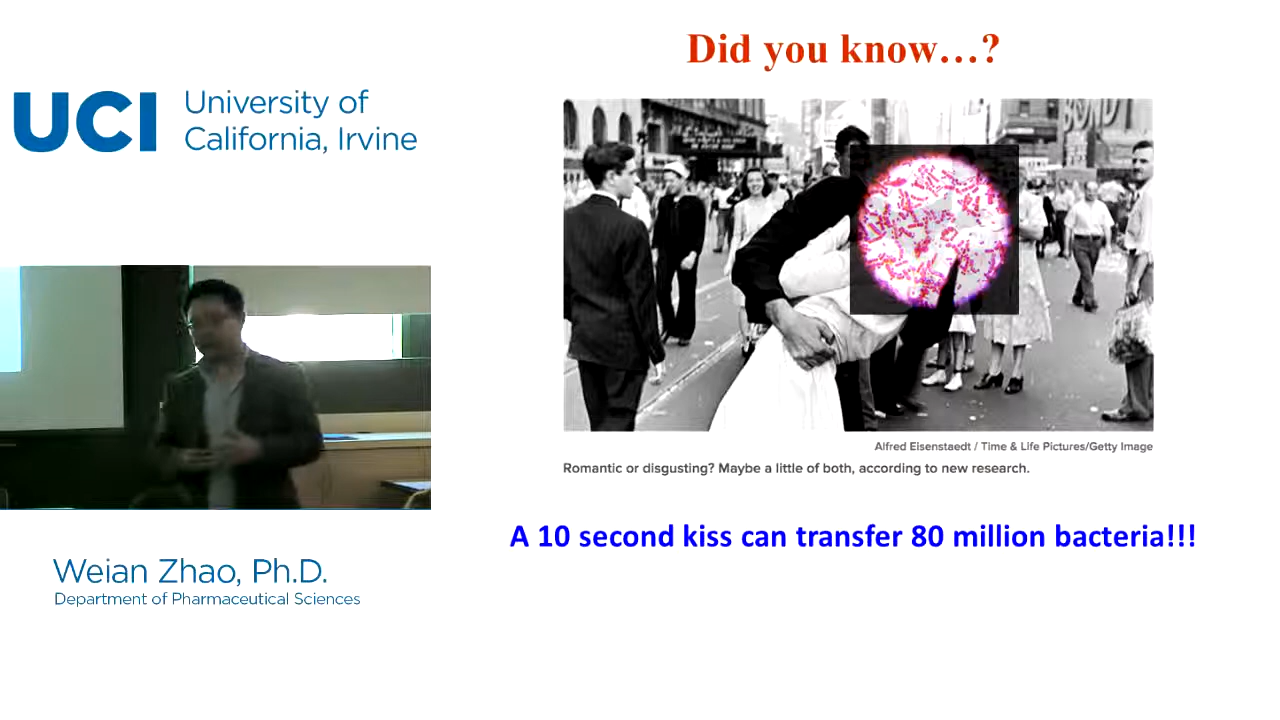 Did you know…?
UCI University of
California, Irvine
BOND
Alfred Eisenstaedt / Time & Life Pictures/Getty Image
Romantic or disgusting? Maybe a little of both, according to new research.
A 10 second kiss can transfer 80 million bacteria!!!
Weian Zhao, Ph.D.
Department of Pharmaceutical Sciences